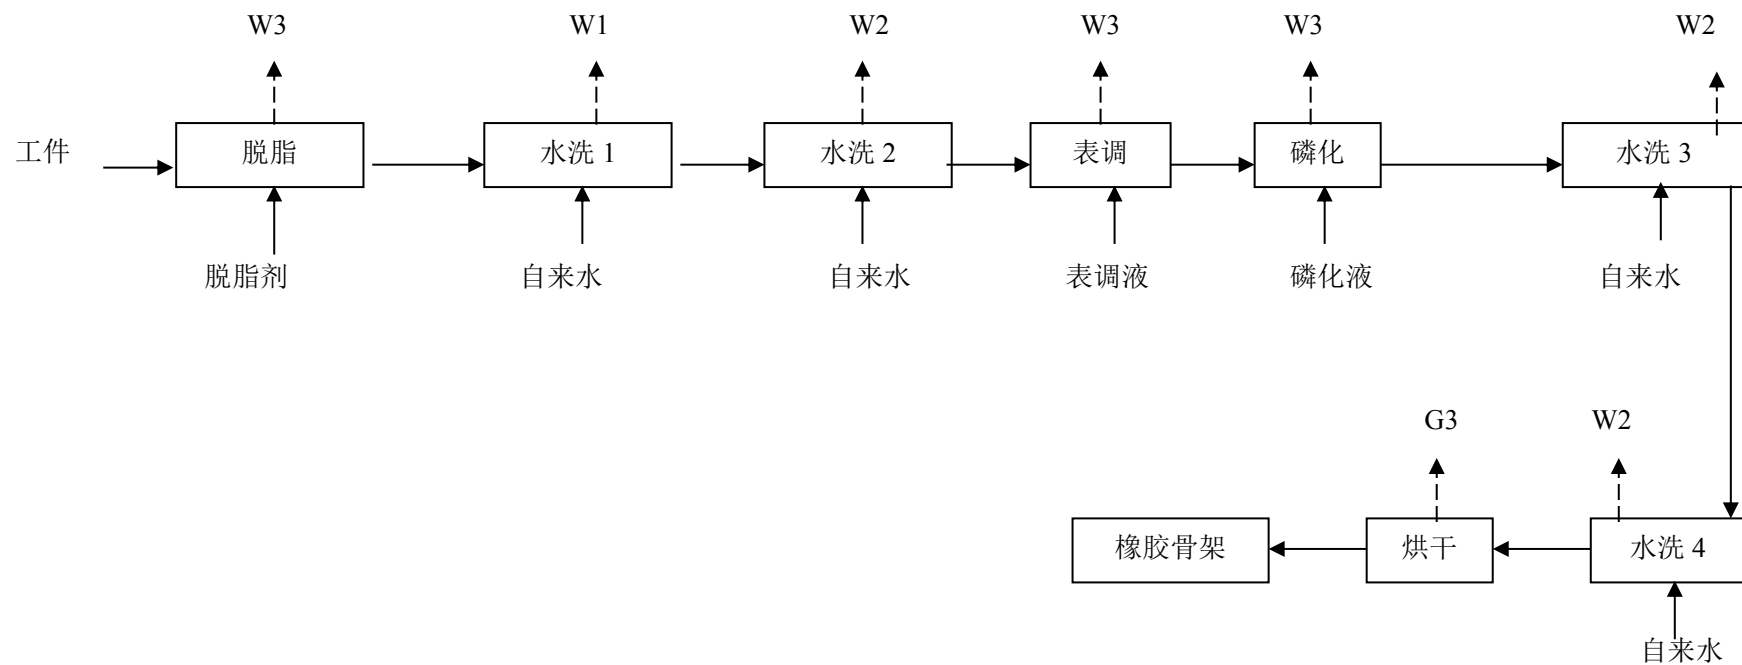 W3 W1 W2 W3 W3 W2
工件 脱脂 水洗 1 水洗 2 表调 磷化 水洗 3
脱脂剂 自来水 自来水 表调液 磷化液 自来水
G3 W2
橡胶骨架 烘干 水洗 4
自来水